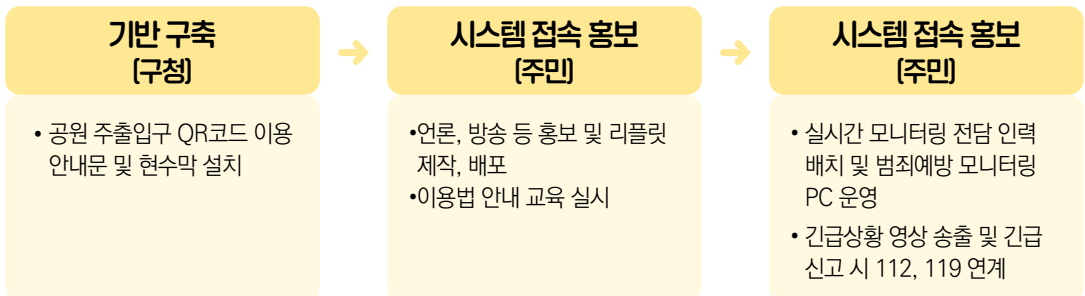 기반 구축
(구청)
• 공원 주출입구 QR코드 이용
안내문 및 현수막 설치
시스템 접속 홍보
(주민)
•언론, 방송 등 홍보 및 리플릿
제작, 배포
•이용법 안내 교육 실시
시스템 접속 홍보
(주민)
• 실시간 모니터링 전담 인력
배치 및 범죄예방 모니터링
PC 운영
• 긴급상황 영상 송출 및 긴급
신고 시 112, 119 연계